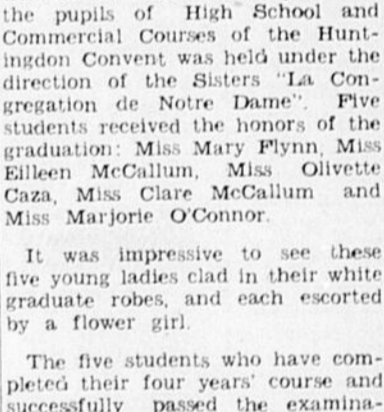 the pupils of High School and
Commercial Courses of the Hunt-
ingdon Convent was held under the
direction of the Sisters "La Con-
gregation de Notre Dame". Five
students received the honors of the
graduation: Miss Mary Flynn, Miss
Eilleen McCallum, Miss Olivette
Caza, Miss Clare McCallum and
Miss Marjorie O'Connor.
It was impressive to see these
five young ladies clad in their white
graduate robes, and each escorted
by a flower girl.
The five students who have com-
pleted their four years' course and
successfully passed the examina-